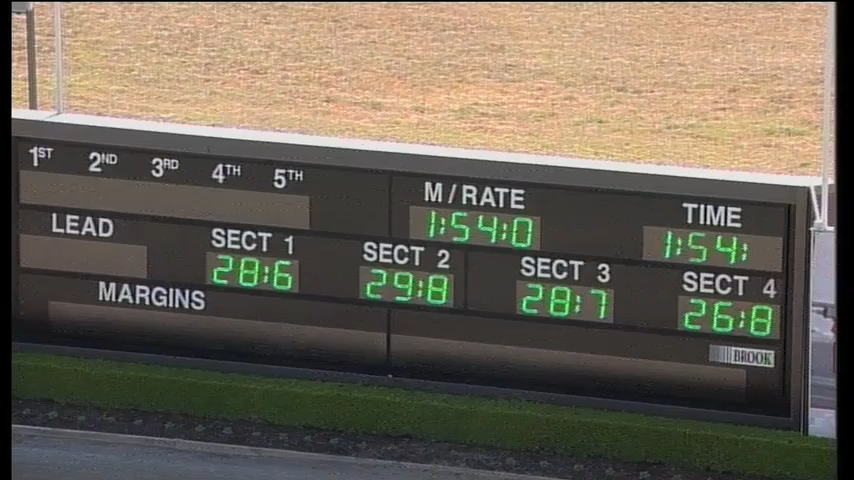 1ST 2ND 3RD 4TH 5TH
M/RATE TIME
1:54:0 1:54:
LEAD SECT 1 SECT 2 SECT 3 SECT 4
28:6 29:8 28:7 26:8
MARGINS
BROOK